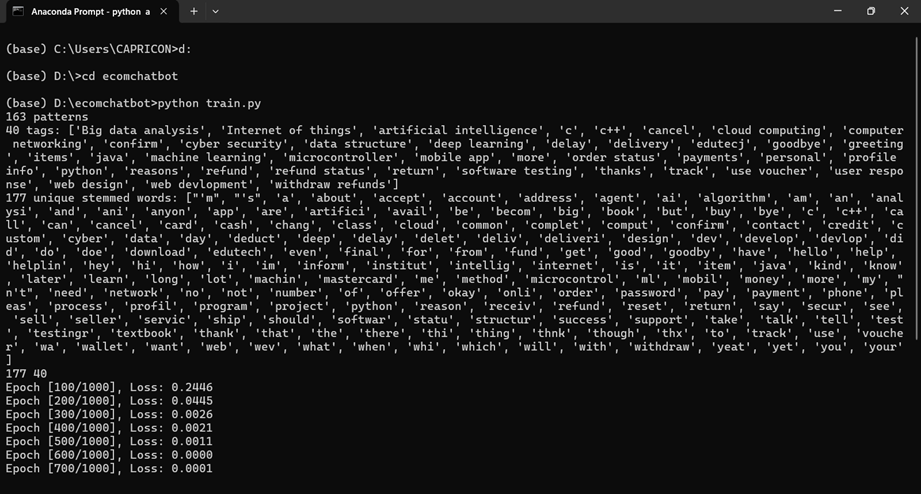 Anaconda Prompt - python a
(base) C:\Users\CAPRICON>d:
(base) D:\>cd ecomchatbot
(base) D:\ecomchatbot>python train.py
163 patterns
40 tags: ['Big data analysis', 'Internet of things', 'artificial intelligence', 'c', 'c++', 'cancel', 'cloud computing', 'computer
 networking', 'confirm', 'cyber security', 'data structure', 'deep learning', 'delay', 'delivery', 'edutecj', 'goodbye', 'greeting
', 'items', 'java', 'machine learning', 'microcontroller', 'mobile app', 'more', 'order status', 'payments', 'personal', 'profile 
info', 'python', 'reasons', 'refund', 'refund status', 'return', 'software testing', 'thanks', 'track', 'use voucher', 'user respo
nse', 'web design', 'web devlopment', 'withdraw refunds']
177 unique stemmed words: ["'m", "'s", 'a', 'about', 'accept', 'account', 'address', 'agent', 'ai', 'algorithm', 'am', 'an', 'anal
ysi', 'and', 'ani', 'anyon', 'app', 'are', 'artifici', 'avail', 'be', 'becom', 'big', 'book', 'but', 'buy', 'bye', 'c', 'c++', 'ca
ll', 'can', 'cancel', 'card', 'cash', 'chang', 'class', 'cloud', 'common', 'complet', 'comput', 'confirm', 'contact', 'credit', 'c
ustom', 'cyber', 'data', 'day', 'deduct', 'deep', 'delay', 'delet', 'deliv', 'deliveri', 'design', 'dev', 'develop', 'devlop', 'di
d', 'do', 'doe', 'download', 'edutech', 'even', 'final', 'for', 'from', 'fund', 'get', 'good', 'goodby', 'have', 'hello', 'help', 
'helplin', 'hey', 'hi', 'how', 'i', 'im', 'inform', 'institut', 'intellig', 'internet', 'is', 'it', 'item', 'java', 'kind', 'know'
, 'later', 'learn', 'long', 'lot', 'machin', 'mastercard', 'me', 'method', 'microcontrol', 'ml', 'mobil', 'money', 'more', 'my', "
n't", 'need', 'network', 'no', 'not', 'number', 'of', 'offer', 'okay', 'onli', 'order', 'password', 'pay', 'payment', 'phone', 'pl
eas', 'process', 'profil', 'program', 'project', 'python', 'reason', 'receiv', 'refund', 'reset', 'return', 'say', 'secur', 'see',
 'sell', 'seller', 'servic', 'ship', 'should', 'softwar', 'statu', 'structur', 'success', 'support', 'take', 'talk', 'tell', 'test
', 'testingr', 'textbook', 'thank', 'that', 'the', 'there', 'thi', 'thing', 'thnk', 'though', 'thx', 'to', 'track', 'use', 'vouche
r', 'wa', 'wallet', 'want', 'web', 'wev', 'what', 'when', 'whi', 'which', 'will', 'with', 'withdraw', 'yeat', 'yet', 'you', 'your'
]
177 40
Epoch [100/1000], Loss: 0.2446
Epoch [200/1000], Loss: 0.0445
Epoch [300/1000], Loss: 0.0026
Epoch [400/1000], Loss: 0.0021
Epoch [500/1000], Loss: 0.0011
Epoch [600/1000], Loss: 0.0000
Epoch [700/1000], Loss: 0.0001